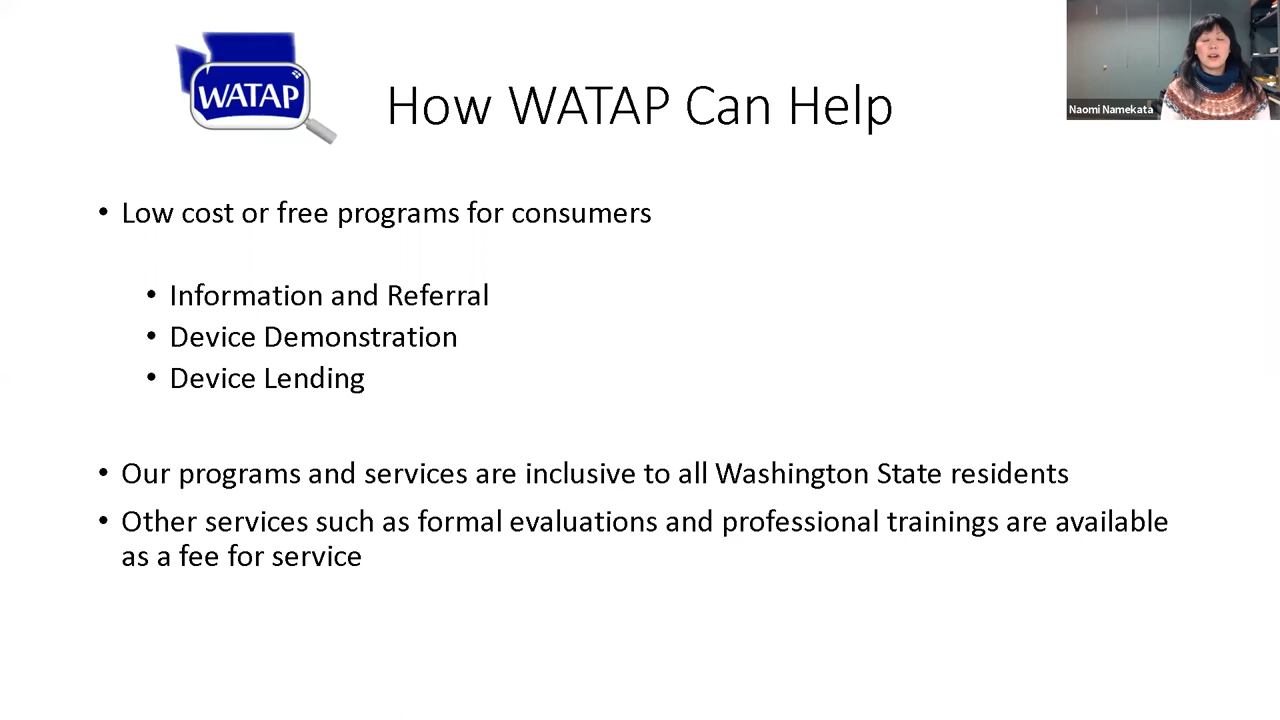 WATAP
How WATAP Can Help
Naomi Namekata
• Low cost or free programs for consumers
• Information and Referral
• Device Demonstration
• Device Lending
• Our programs and services are inclusive to all Washington State residents
• Other services such as formal evaluations and professional trainings are available
as a fee for service